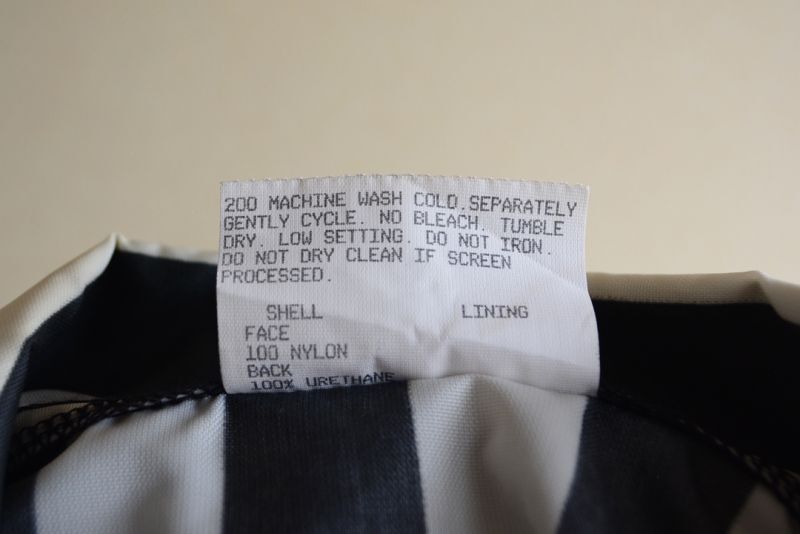 200 MACHINE WASH COLD.SEPARATELY
GENTLY CYCLE. NO BLEACH. TUMBLE
DRY. LOW SETTING. DO NOT IRON.
DO NOT DRY CLEAN IF SCREEN
PROCESSED.
SHELL LINING
FACE
100 NYLON
BACK
100% URETHANE